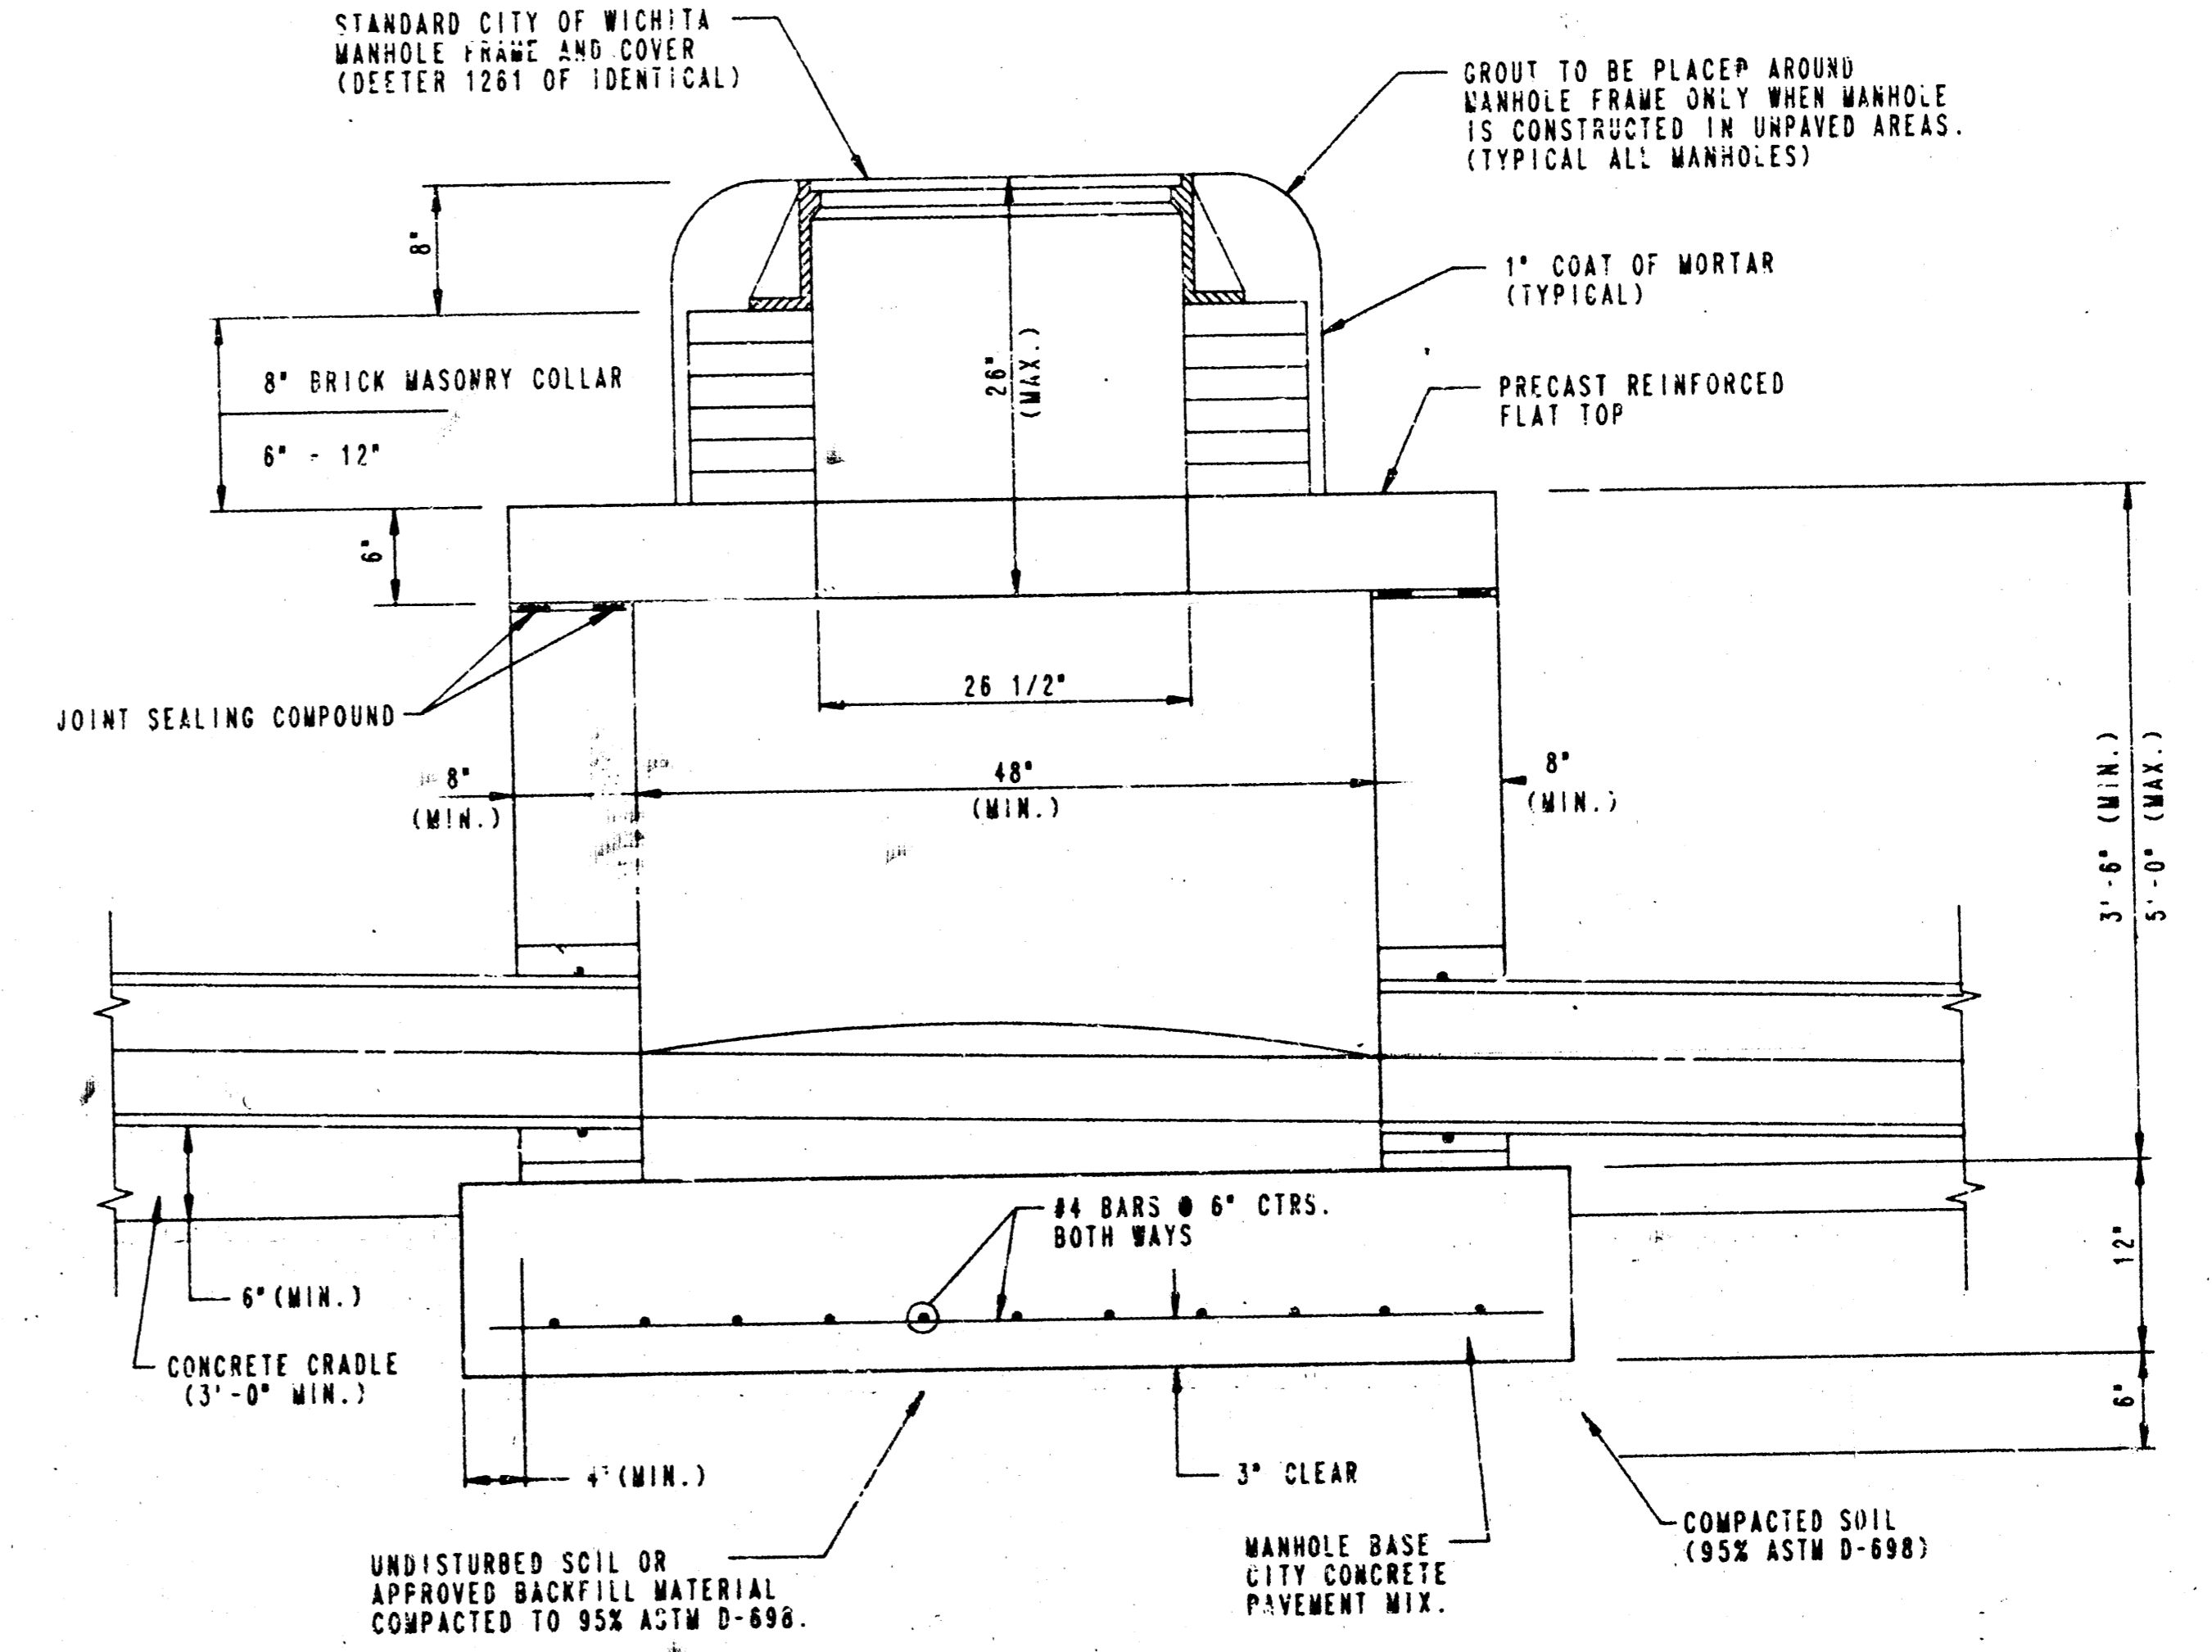 STANDARD CITY OF WICHITA
MANHOLE FRAME AND COVER
(DEETER 1261 OF IDENTICAL)
GROUT TO BE PLACED AROUND
MANHOLE FRAME ONLY WHEN MANHOLE
IS CONSTRUCTED IN UNPAVED AREAS.
(TYPICAL ALL MANHOLES)
8"
1" COAT OF MORTAR
(TYPICAL)
26"
(MAX.)
8" BRICK MASONRY COLLAR
6" - 12"
PRECAST REINFORCED
FLAT TOP
6"
26 1/2"
JOINT SEALING COMPOUND
8"
(MIN.)
48"
(MIN.)
8"
(MIN.)
3'-6" (MIN.)
5'-0" (MAX.)
#4 BARS @ 6" CTRS.
BOTH WAYS
12"
6" (MIN.)
CONCRETE CRADLE
(3'-0" MIN.)
6"
4" (MIN.)
3" CLEAR
COMPACTED SOIL
(95% ASTM D-698)
UNDISTURBED SOIL OR
APPROVED BACKFILL MATERIAL
COMPACTED TO 95% ASTM D-698.
MANHOLE BASE
CITY CONCRETE
PAVEMENT MIX.